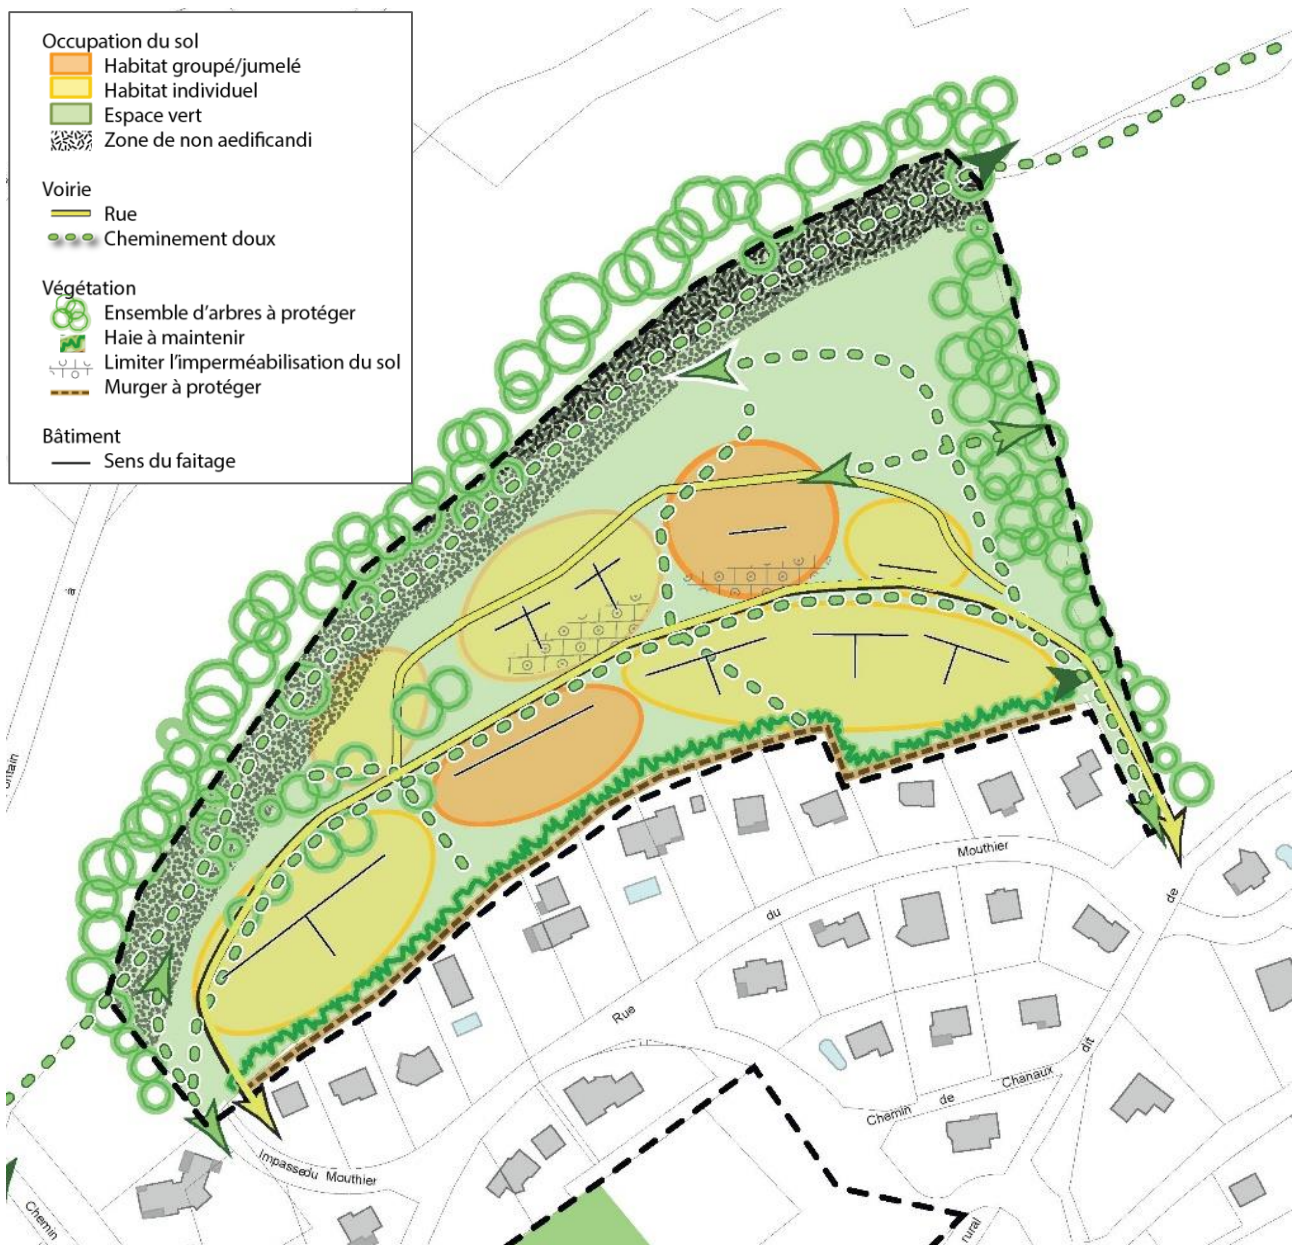 Occupation du sol
Habitat groupé/jumelé
Habitat individuel
Espace vert
Zone de non aedificandi
Voirie
Rue
Cheminement doux
Végétation
Ensemble d'arbres à protéger
Haie à maintenir
Limiter l'imperméabilisation du sol
Murger à protéger
Bâtiment
Sens du faitage
Rue du Mouthier
Impasse du Mouthier
Chemin de Chanaux
rural dit de
Chemin